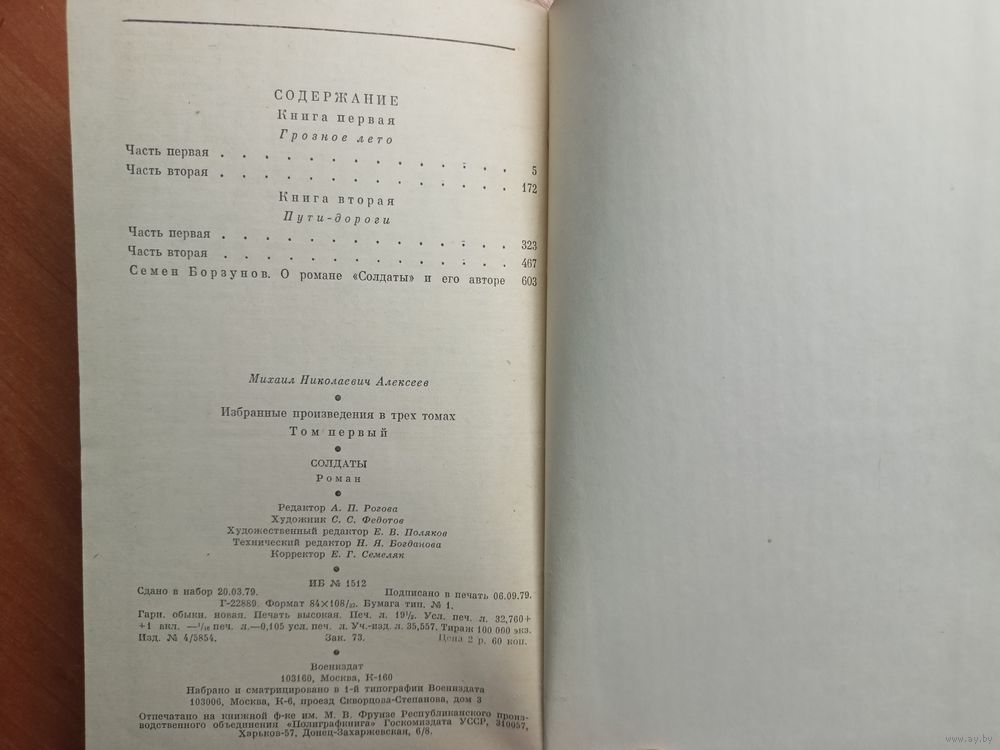 СОДЕРЖАНИЕ
Книга первая
Грозное лето
Часть первая . . . . . . . . . . . . . . 5
Часть вторая . . . . . . . . . . . . . . 172
Книга вторая
Пути-дороги
Часть первая . . . . . . . . . . . . . . 323
Часть вторая . . . . . . . . . . . . . . 467
Семен Борзунов. О романе «Солдаты» и его авторе 603
Михаил Николаевич Алексеев
Избранные произведения в трех томах
Том первый
СОЛДАТЫ
Роман
Редактор А. П. Рогова
Художник С. С. Федотов
Художественный редактор Е. В. Поляков
Технический редактор Н. Я. Богданова
Корректор Е. Г. Семеляк
ИБ № 1512
Сдано в набор 20.03.79. Подписано в печать 06.09.79.
Г-22889. Формат 84×108/32. Бумага тип. № 1.
Гарн. обыкн. новая. Печать высокая. Печ. л. 19½. Усл. печ. л. 32,760+
+1 вкл. —1/16 печ. л.—0,105 усл. печ. л. Уч.-изд. л. 35,557. Тираж 100 000 экз.
Изд. № 4/5854. Зак. 73. Цена 2 р. 60 коп.
Воениздат
103160, Москва, К-160
Набрано и сматрицировано в 1-й типографии Воениздата
103006, Москва, К-6, проезд Скворцова-Степанова, дом 3
Отпечатано на книжной ф-ке им. М. В. Фрунзе Республиканского произ-
водственного объединения «Полиграфкнига» Госкомиздата УССР, 310057,
Харьков-57, Донец-Захаржевская, 6/8.
www.ay.by